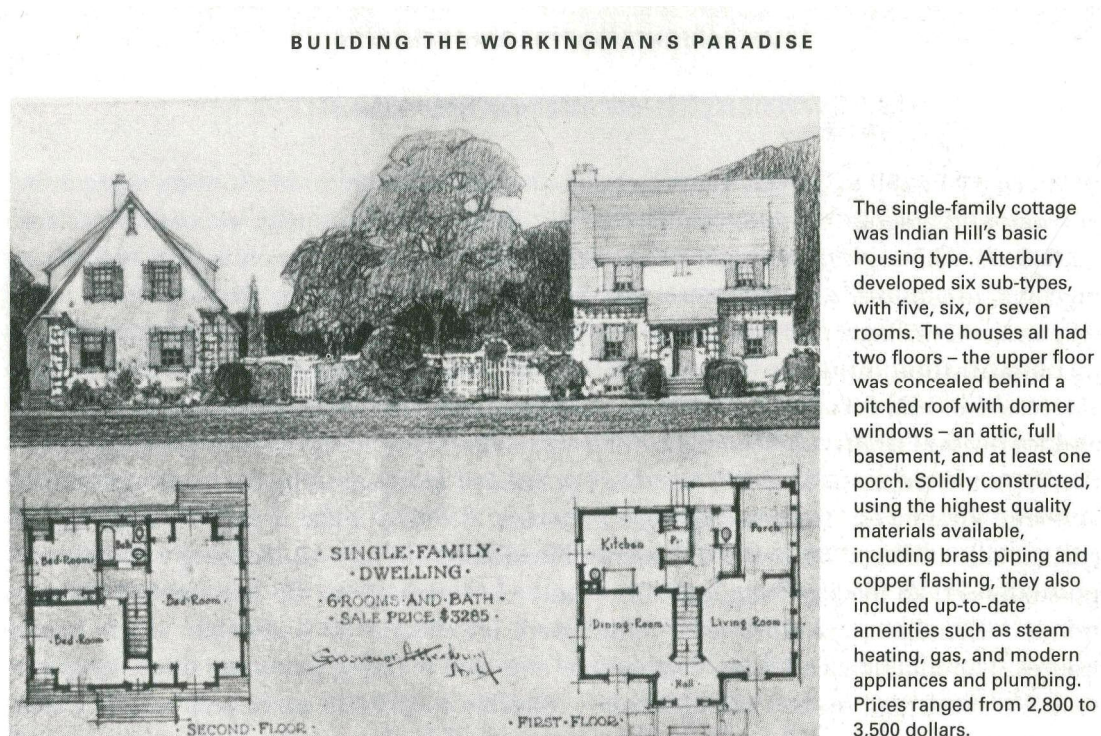 BUILDING THE WORKINGMAN'S PARADISE
The single-family cottage
was Indian Hill's basic
housing type. Atterbury
developed six sub-types,
with five, six, or seven
rooms. The houses all had
two floors – the upper floor
was concealed behind a
pitched roof with dormer
windows – an attic, full
basement, and at least one
porch. Solidly constructed,
using the highest quality
materials available,
including brass piping and
copper flashing, they also
included up-to-date
amenities such as steam
heating, gas, and modern
appliances and plumbing.
Prices ranged from 2,800 to
3,500 dollars.
· SINGLE·FAMILY ·
· DWELLING ·
· 6·ROOMS·AND·BATH ·
· SALE PRICE $3285 ·
Grosvenor Atterbury
Bed-Room
Bath
Bed-Room
Bed-Room
· SECOND·FLOOR ·
Kitchen
P.
Porch
Dining-Room
Living Room
Hall
· FIRST·FLOOR ·